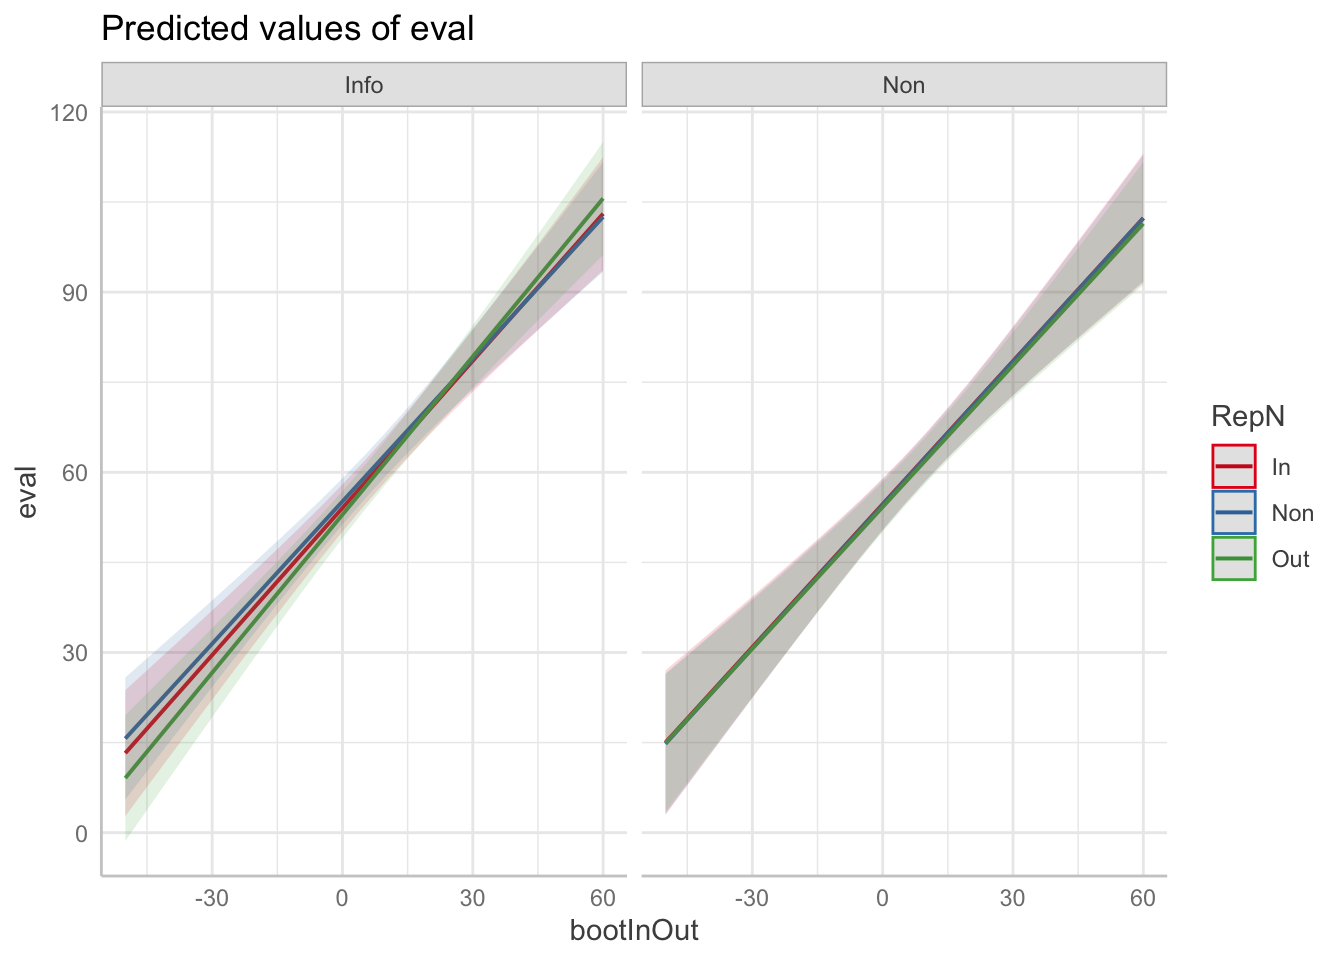 Predicted values of eval
Info
Non
120
90
60
30
0
eval
-30 0 30 60
-30 0 30 60
bootInOut
RepN
In
Non
Out